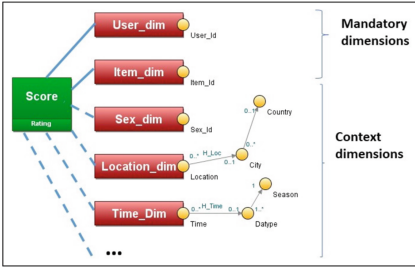 User_dim
User_Id
Mandatory
dimensions
Item_dim
Item_Id
Score
Rating
Sex_dim
Sex_Id
0..1
Country
Context
dimensions
Location_dim
0..*
H_Loc
0..1
0..*
City
Location
1
Season
Time_Dim
0..*
H_Time
0..1
1..*
Time
Datype
...